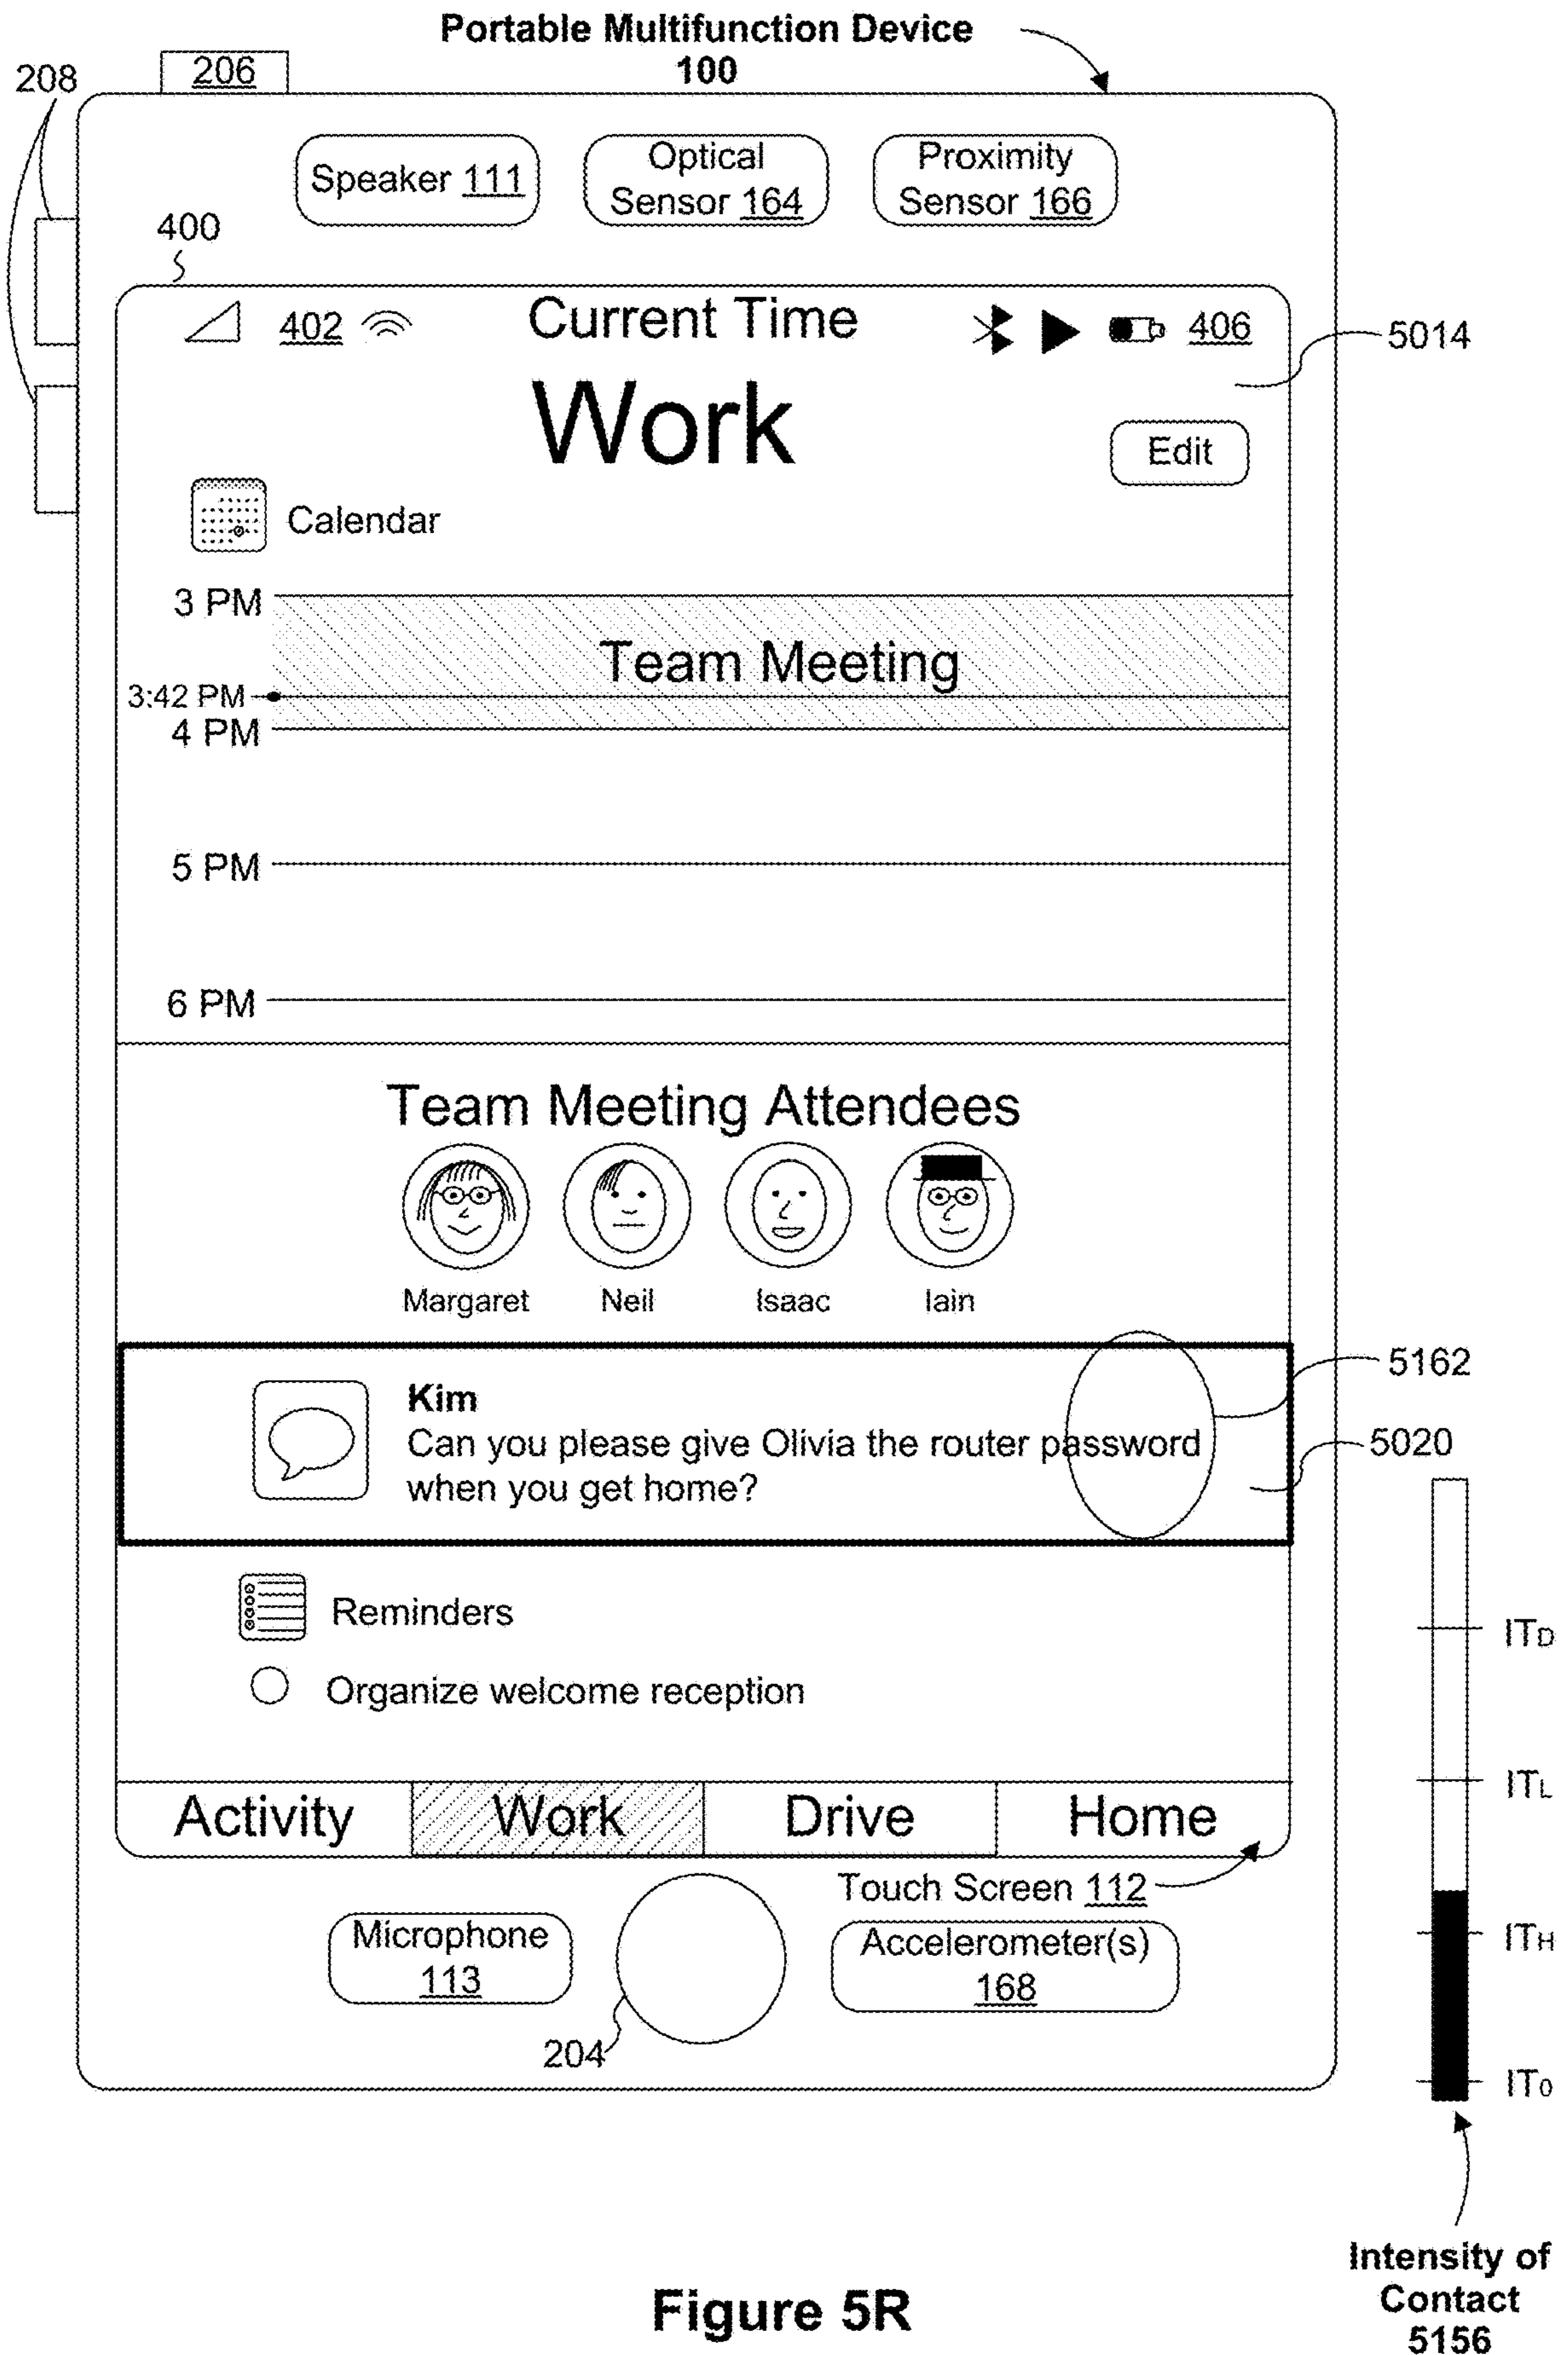 Portable Multifunction Device
100
206
208
Speaker 111
Optical
Sensor 164
Proximity
Sensor 166
400
402
Current Time
406
5014
Work
Edit
Calendar
3 PM
Team Meeting
3:42 PM
4 PM
5 PM
6 PM
Team Meeting Attendees
Margaret
Neil
Isaac
Iain
5162
Kim
Can you please give Olivia the router password
when you get home?
5020
Reminders
Organize welcome reception
ITD
ITL
ITH
IT0
Activity
Work
Drive
Home
Touch Screen 112
Microphone
113
Accelerometer(s)
168
204
Intensity of
Contact
5156
Figure 5R